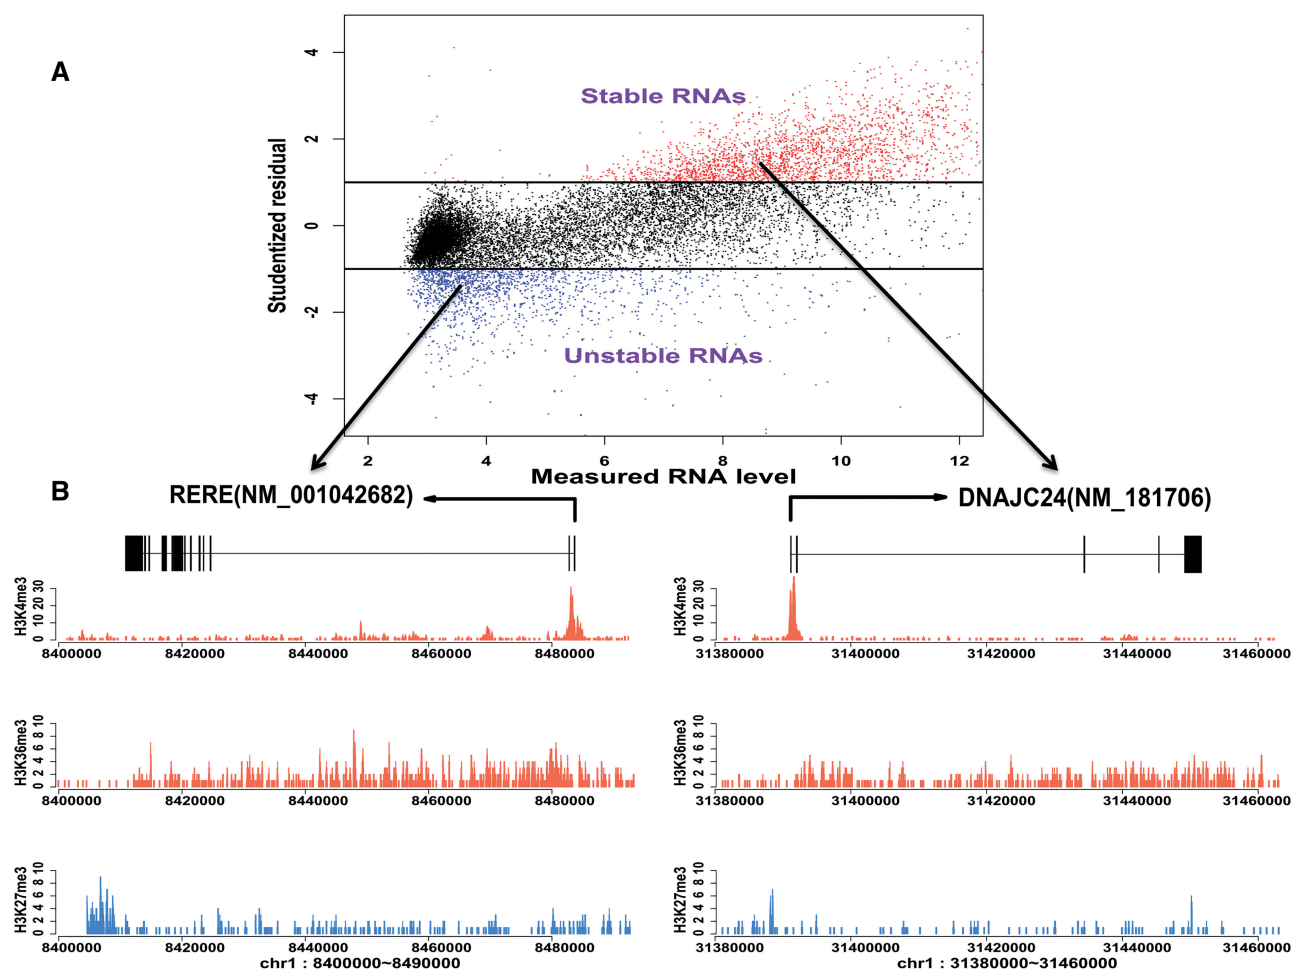 A
Stable RNAs
Unstable RNAs
Studentized residual
4
2
0
-2
-4
2 4 6 8 10 12
Measured RNA level
B
RERE(NM_001042682)
DNAJC24(NM_181706)
H3K4me3
0 10 20 30
8400000 8420000 8440000 8460000 8480000
H3K4me3
0 10 20 30
31380000 31400000 31420000 31440000 31460000
H3K36me3
0 2 4 6 8 10
8400000 8420000 8440000 8460000 8480000
H3K36me3
0 2 4 6 8 10
31380000 31400000 31420000 31440000 31460000
H3K27me3
0 2 4 6 8 10
8400000 8420000 8440000 8460000 8480000
chr1 : 8400000~8490000
H3K27me3
0 2 4 6 8 10
31380000 31400000 31420000 31440000 31460000
chr1 : 31380000~31460000